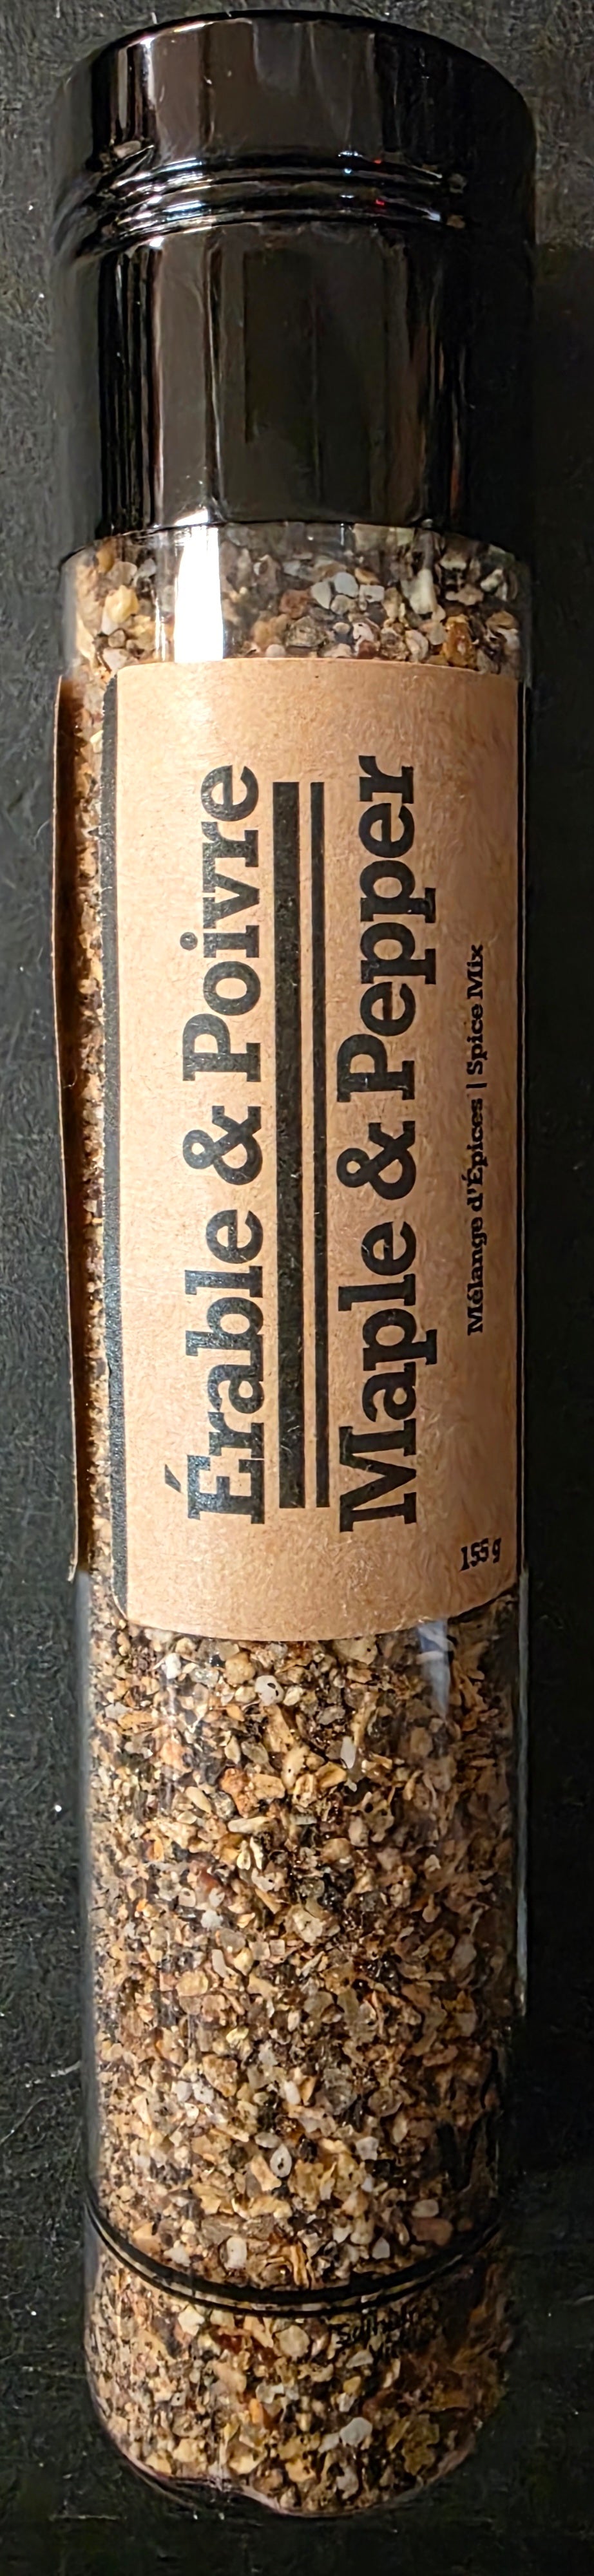 Érable & Poivre
Maple & Pepper
Mélange d'Épices | Spice Mix
155 g